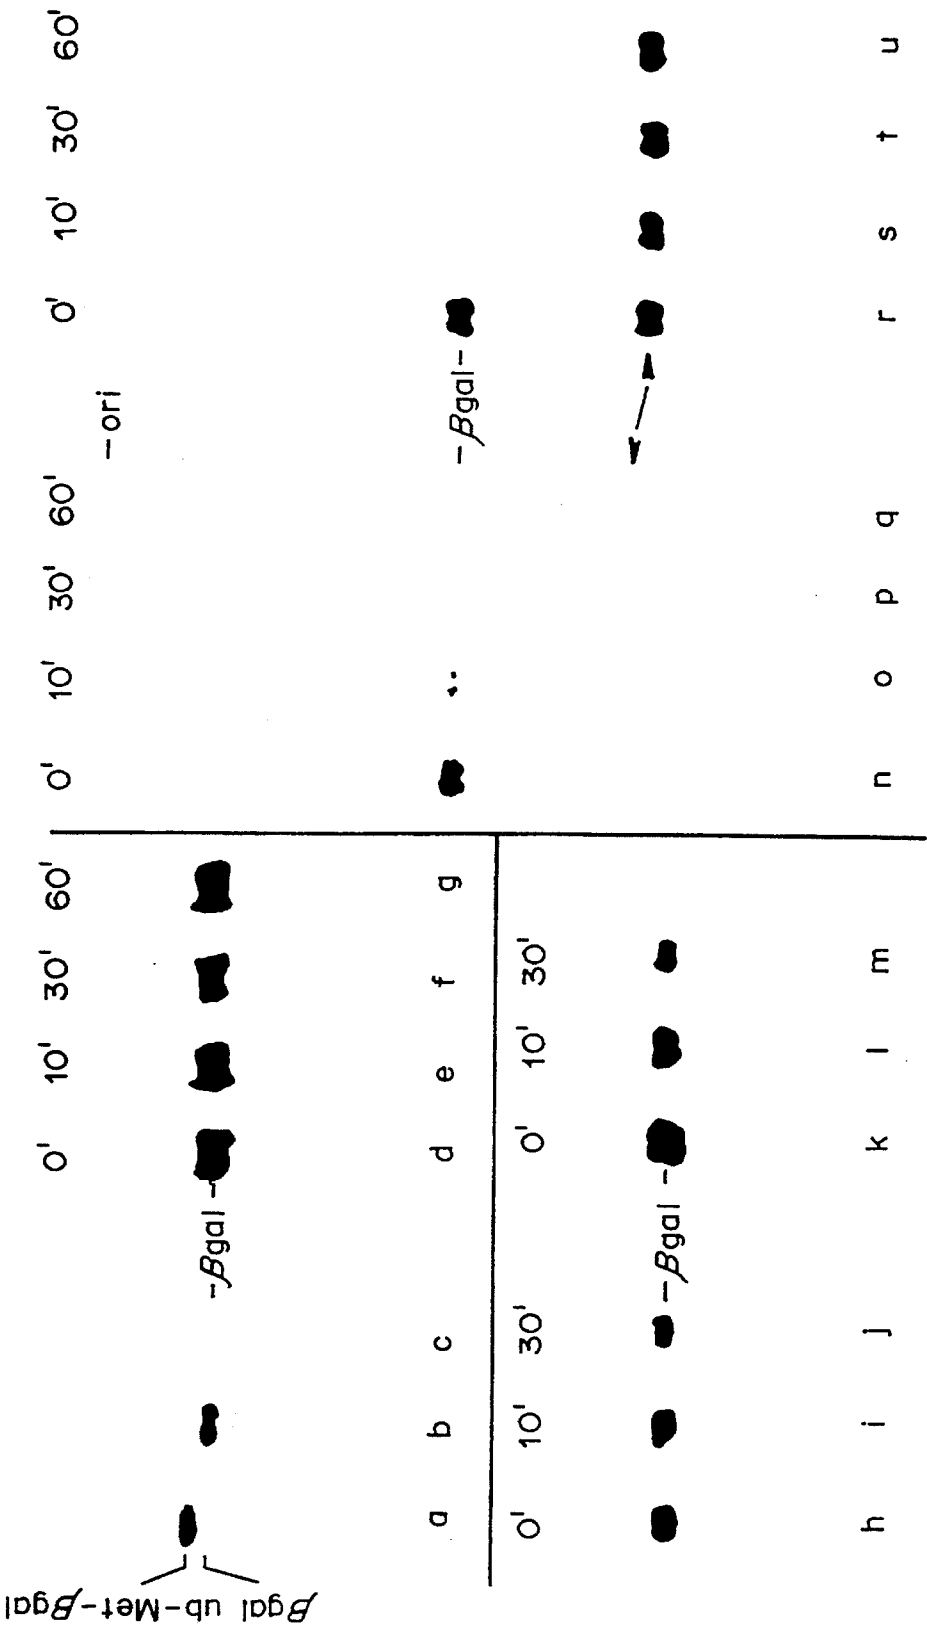 0' 10' 30' 60'
a b c -βgal- d e f g
βgal ub-Met-βgal
0' 10' 30' 0' 10' 30'
-βgal-
h i j k l m
0' 10' 30' 60' 0' 10' 30' 60'
-ori
-βgal-
n o p q r s t u